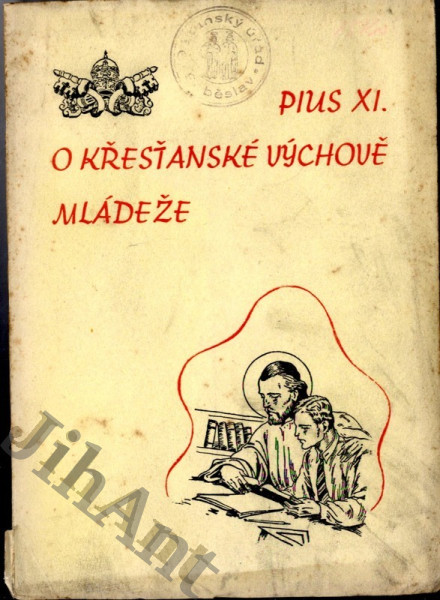 PIUS XI.
O KŘESŤANSKÉ VÝCHOVĚ
MLÁDEŽE
JihAnt